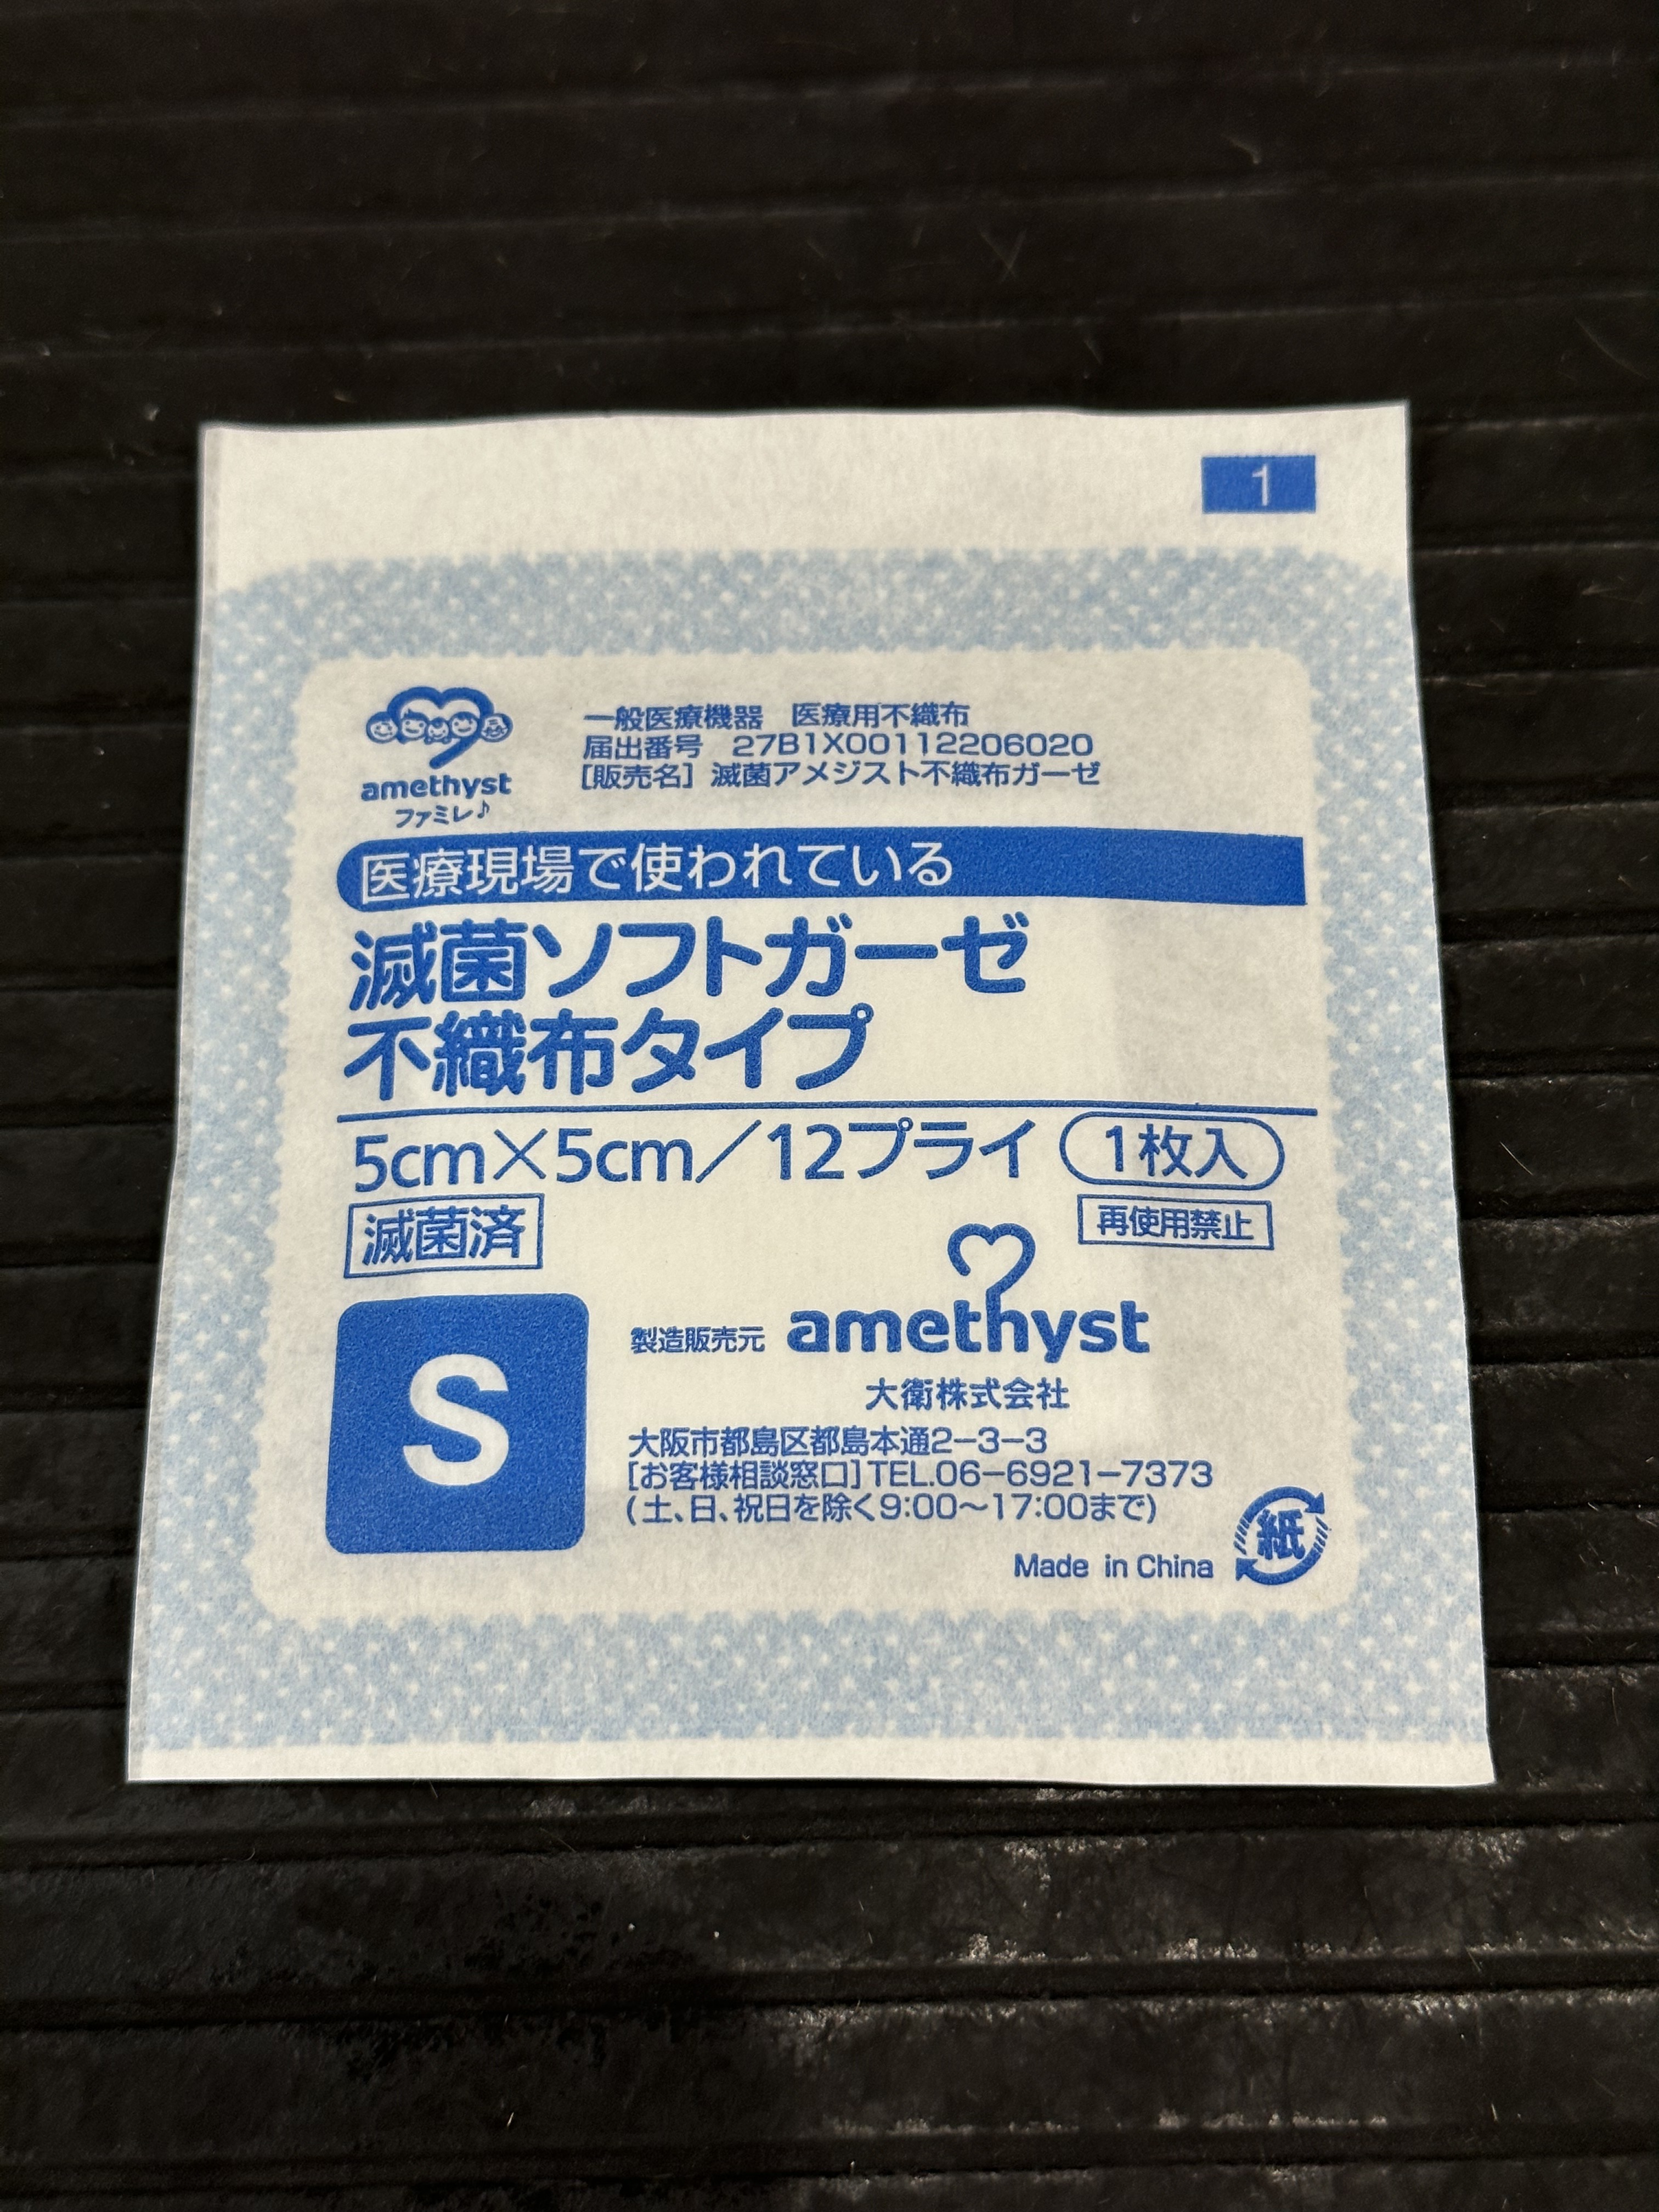 1
amethyst
ファミレ♪
一般医療機器　医療用不織布
届出番号　27B1X00112206020
[販売名]　滅菌アメジスト不織布ガーゼ
医療現場で使われている
滅菌ソフトガーゼ
不織布タイプ
5cm×5cm／12プライ 1枚入
滅菌済
再使用禁止
S
製造販売元 amethyst
大衛株式会社
大阪市都島区都島本通2−3−3
[お客様相談窓口]TEL.06−6921−7373
(土、日、祝日を除く9:00〜17:00まで)
Made in China
紙